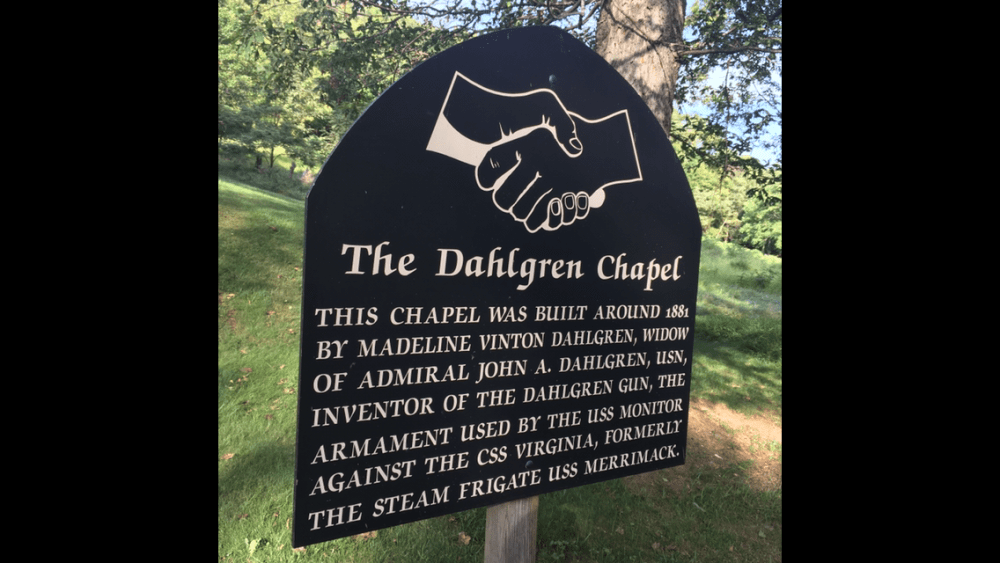 The Dahlgren Chapel
THIS CHAPEL WAS BUILT AROUND 1881
BY MADELINE VINTON DAHLGREN, WIDOW
OF ADMIRAL JOHN A. DAHLGREN, USN,
INVENTOR OF THE DAHLGREN GUN, THE
ARMAMENT USED BY THE USS MONITOR
AGAINST THE CSS VIRGINIA, FORMERLY
THE STEAM FRIGATE USS MERRIMACK.